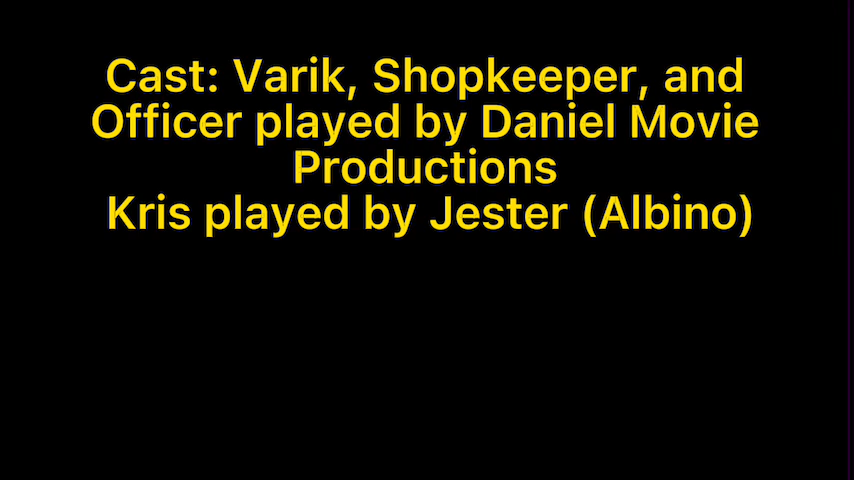 Cast: Varik, Shopkeeper, and
Officer played by Daniel Movie
Productions
Kris played by Jester (Albino)